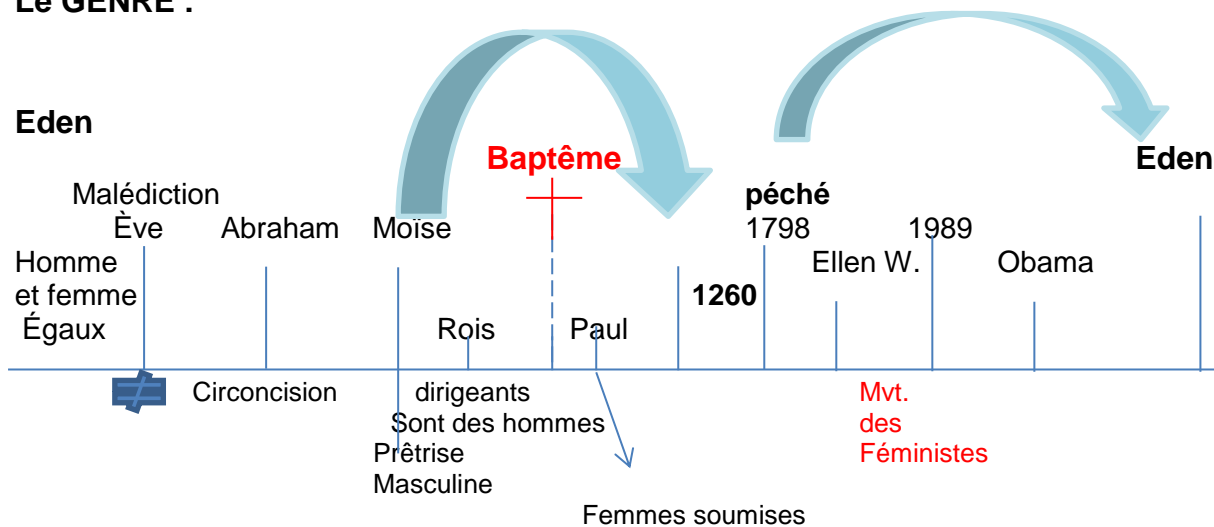 Le GENRE :
Eden
Baptême
Eden
Malédiction
Ève
Abraham
Moïse
péché
1798
1989
Homme
et femme
Égaux
Ellen W.
Obama
1260
Rois
Paul
≠
Circoncision
dirigeants
Sont des hommes
Prêtrise
Masculine
Mvt.
des
Féministes
Femmes soumises